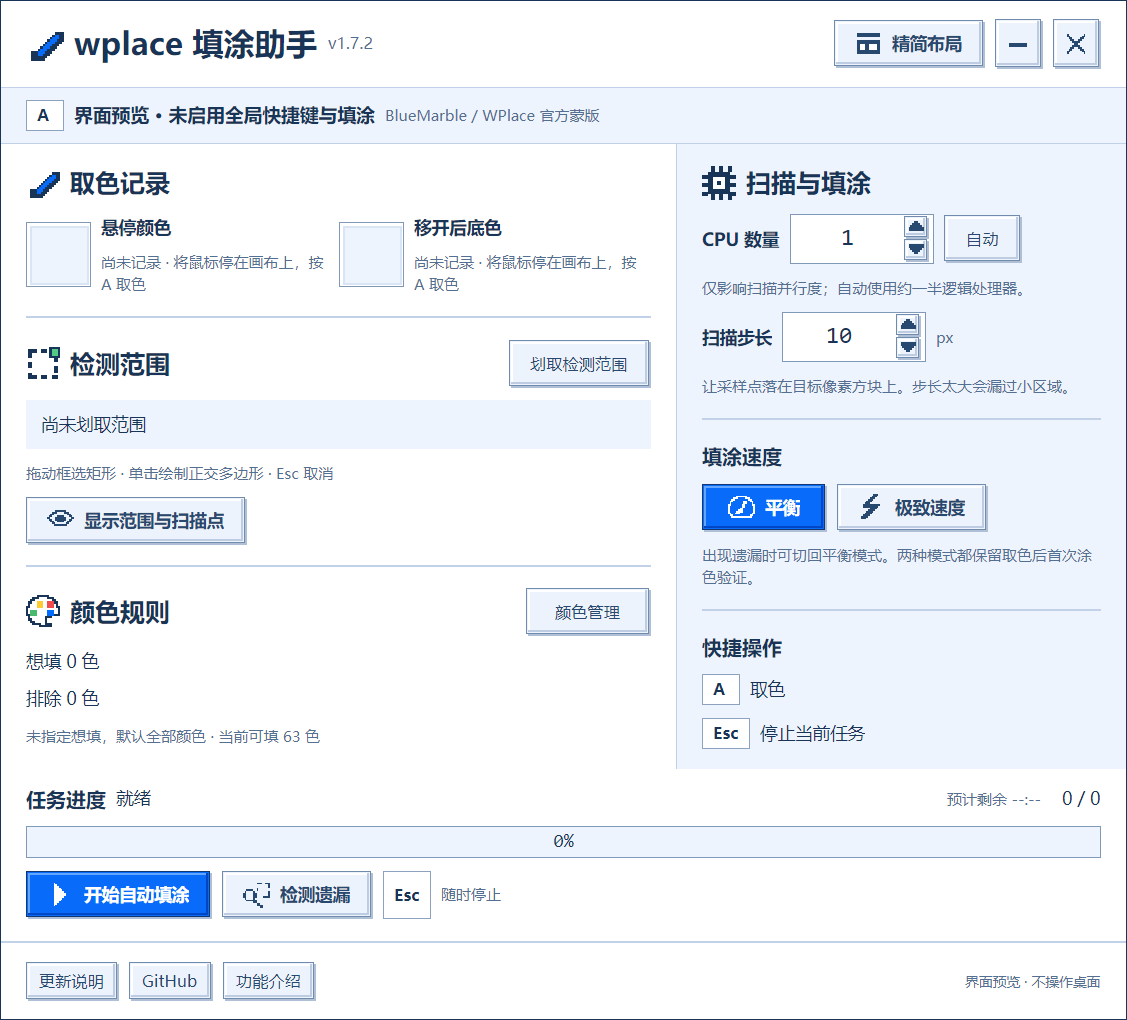 wplace 填涂助手 v1.7.2
精简布局
A 界面预览 • 未启用全局快捷键与填涂 BlueMarble / WPlace 官方蒙版
取色记录
悬停颜色
尚未记录 · 将鼠标停在画布上，按
A 取色
移开后底色
尚未记录 · 将鼠标停在画布上，按
A 取色
检测范围
划取检测范围
尚未划取范围
拖动框选矩形 · 单击绘制正交多边形 · Esc 取消
显示范围与扫描点
颜色规则
颜色管理
想填 0 色
排除 0 色
未指定想填，默认全部颜色 · 当前可填 63 色
扫描与填涂
CPU 数量 1 自动
仅影响扫描并行度；自动使用约一半逻辑处理器。
扫描步长 10 px
让采样点落在目标像素方块上。步长太大会漏过小区域。
填涂速度
平衡 极致速度
出现遗漏时可切回平衡模式。两种模式都保留取色后首次涂
色验证。
快捷操作
A 取色
Esc 停止当前任务
任务进度 就绪
预计剩余 --:-- 0 / 0
0%
开始自动填涂 检测遗漏 Esc 随时停止
更新说明 GitHub 功能介绍
界面预览 · 不操作桌面